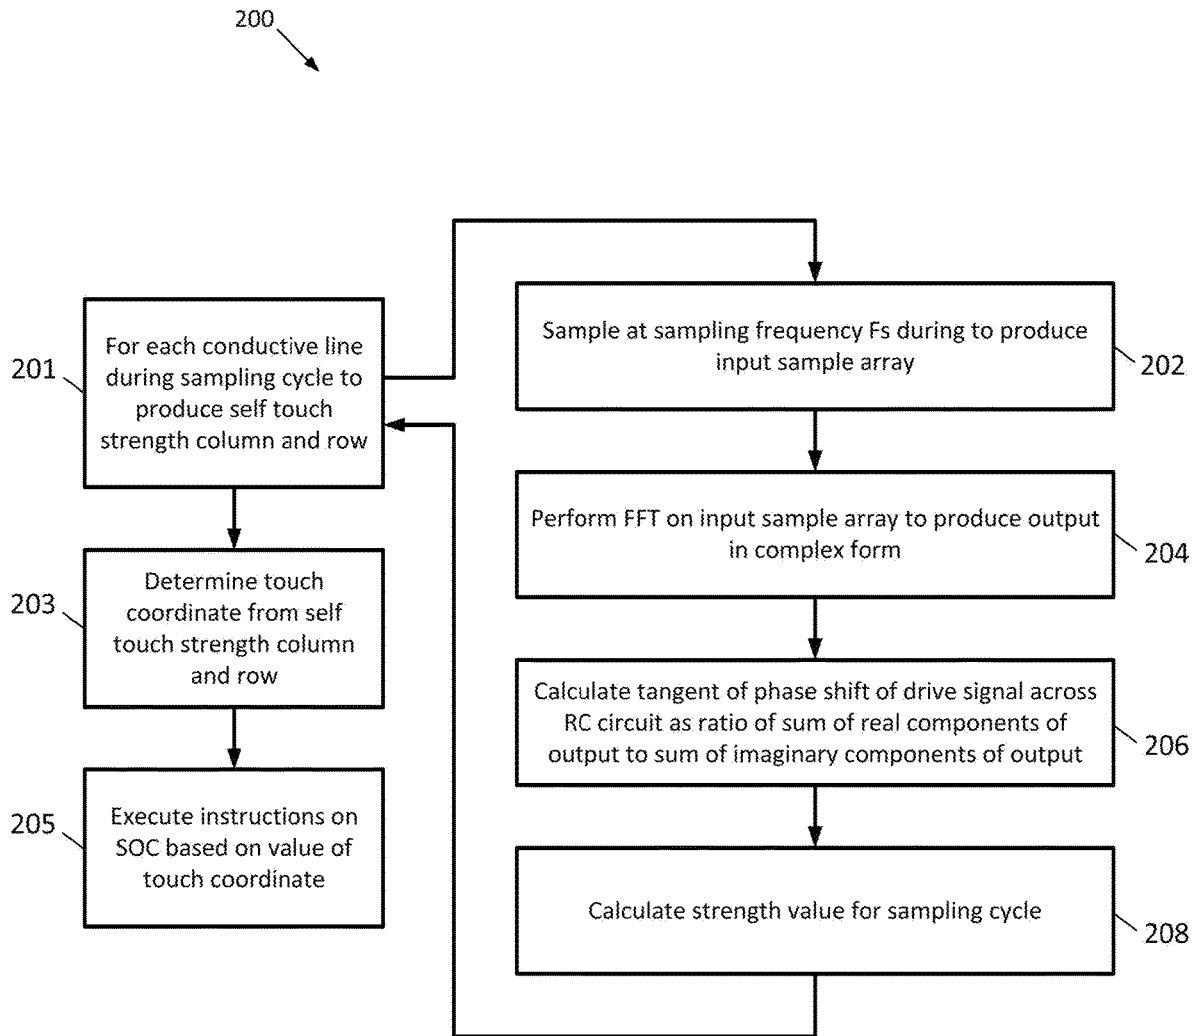 200
201
For each conductive line
during sampling cycle to
produce self touch
strength column and row
203
Determine touch
coordinate from self
touch strength column
and row
205
Execute instructions on
SOC based on value of
touch coordinate
Sample at sampling frequency Fs during to produce
input sample array
202
Perform FFT on input sample array to produce output
in complex form
204
Calculate tangent of phase shift of drive signal across
RC circuit as ratio of sum of real components of
output to sum of imaginary components of output
206
Calculate strength value for sampling cycle
208